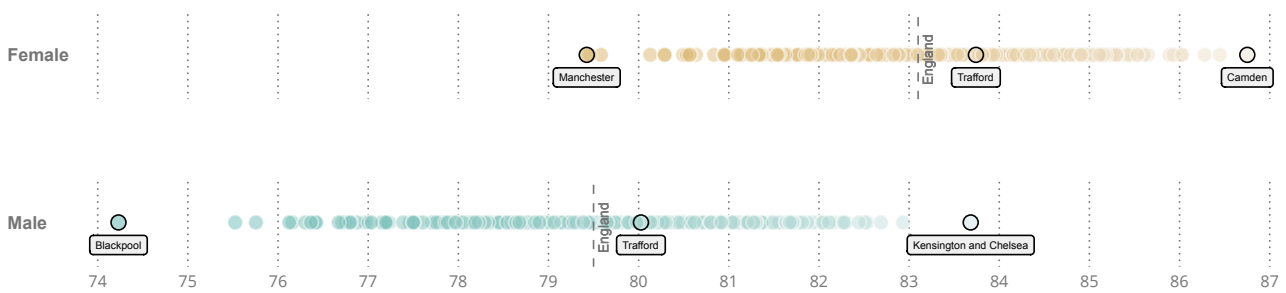 Female
England
Manchester
Trafford
Camden
Male
England
Blackpool
Trafford
Kensington and Chelsea
74 75 76 77 78 79 80 81 82 83 84 85 86 87